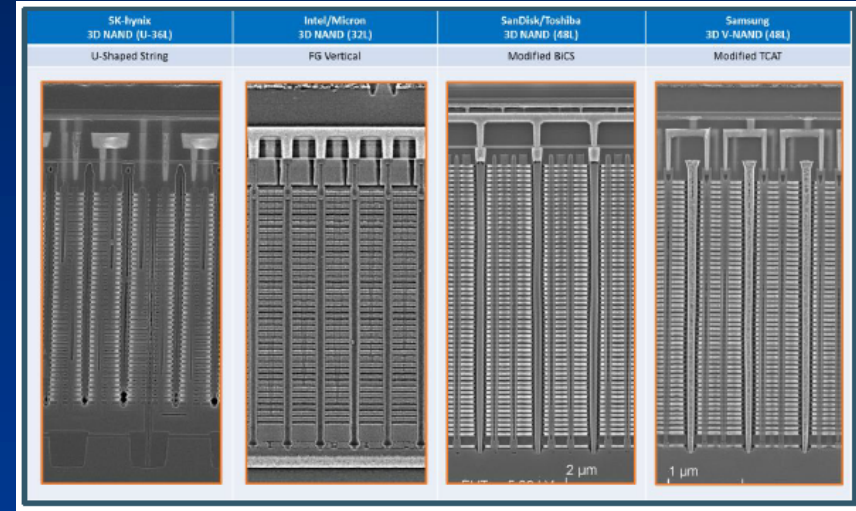 SK-hynix
3D NAND (U-36L)
Intel/Micron
3D NAND (32L)
SanDisk/Toshiba
3D NAND (48L)
Samsung
3D V-NAND (48L)
U-Shaped String
FG Vertical
Modified BiCS
Modified TCAT
2 μm
1 μm